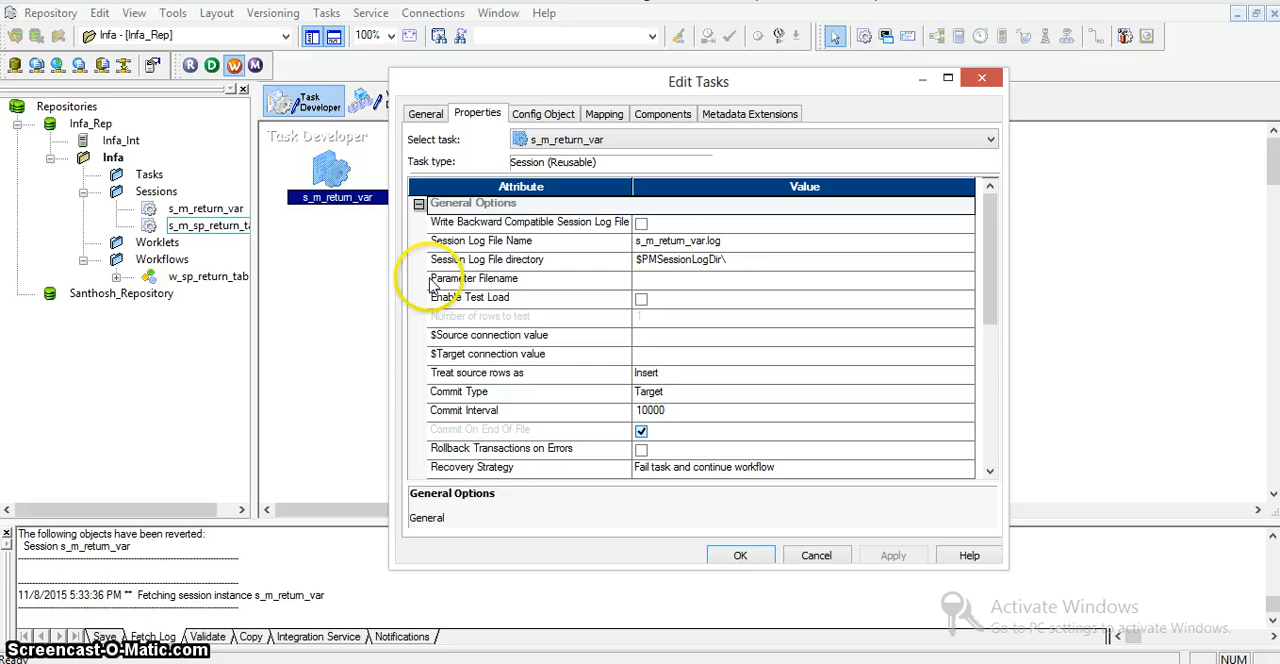 Repository Edit View Tools Layout Versioning Tasks Service Connections Window Help
Infa - [Infa_Rep] 100%
R D W M
Repositories
Infa_Rep
Infa_Int
Infa
Tasks
Sessions
s_m_return_var
s_m_sp_return_ta
Worklets
Workflows
w_sp_return_tab
Santhosh_Repository
Task
Developer
Task Developer
s_m_return_var
Edit Tasks
General Properties Config Object Mapping Components Metadata Extensions
Select task: s_m_return_var
Task type: Session (Reusable)
Attribute Value
General Options
Write Backward Compatible Session Log File
Session Log File Name s_m_return_var.log
Session Log File directory $PMSessionLogDir\
Parameter Filename
Enable Test Load
Number of rows to test 1
$Source connection value
$Target connection value
Treat source rows as Insert
Commit Type Target
Commit Interval 10000
Commit On End Of File
Rollback Transactions on Errors
Recovery Strategy Fail task and continue workflow
General Options
General
OK Cancel Apply Help
The following objects have been reverted:
Session s_m_return_var
11/8/2015 5:33:36 PM ** Fetching session instance s_m_return_var
Save Fetch Log Validate Copy Integration Service Notifications
Activate Windows
Go to PC settings to activate Windows.
Screencast-O-Matic.com
NUM